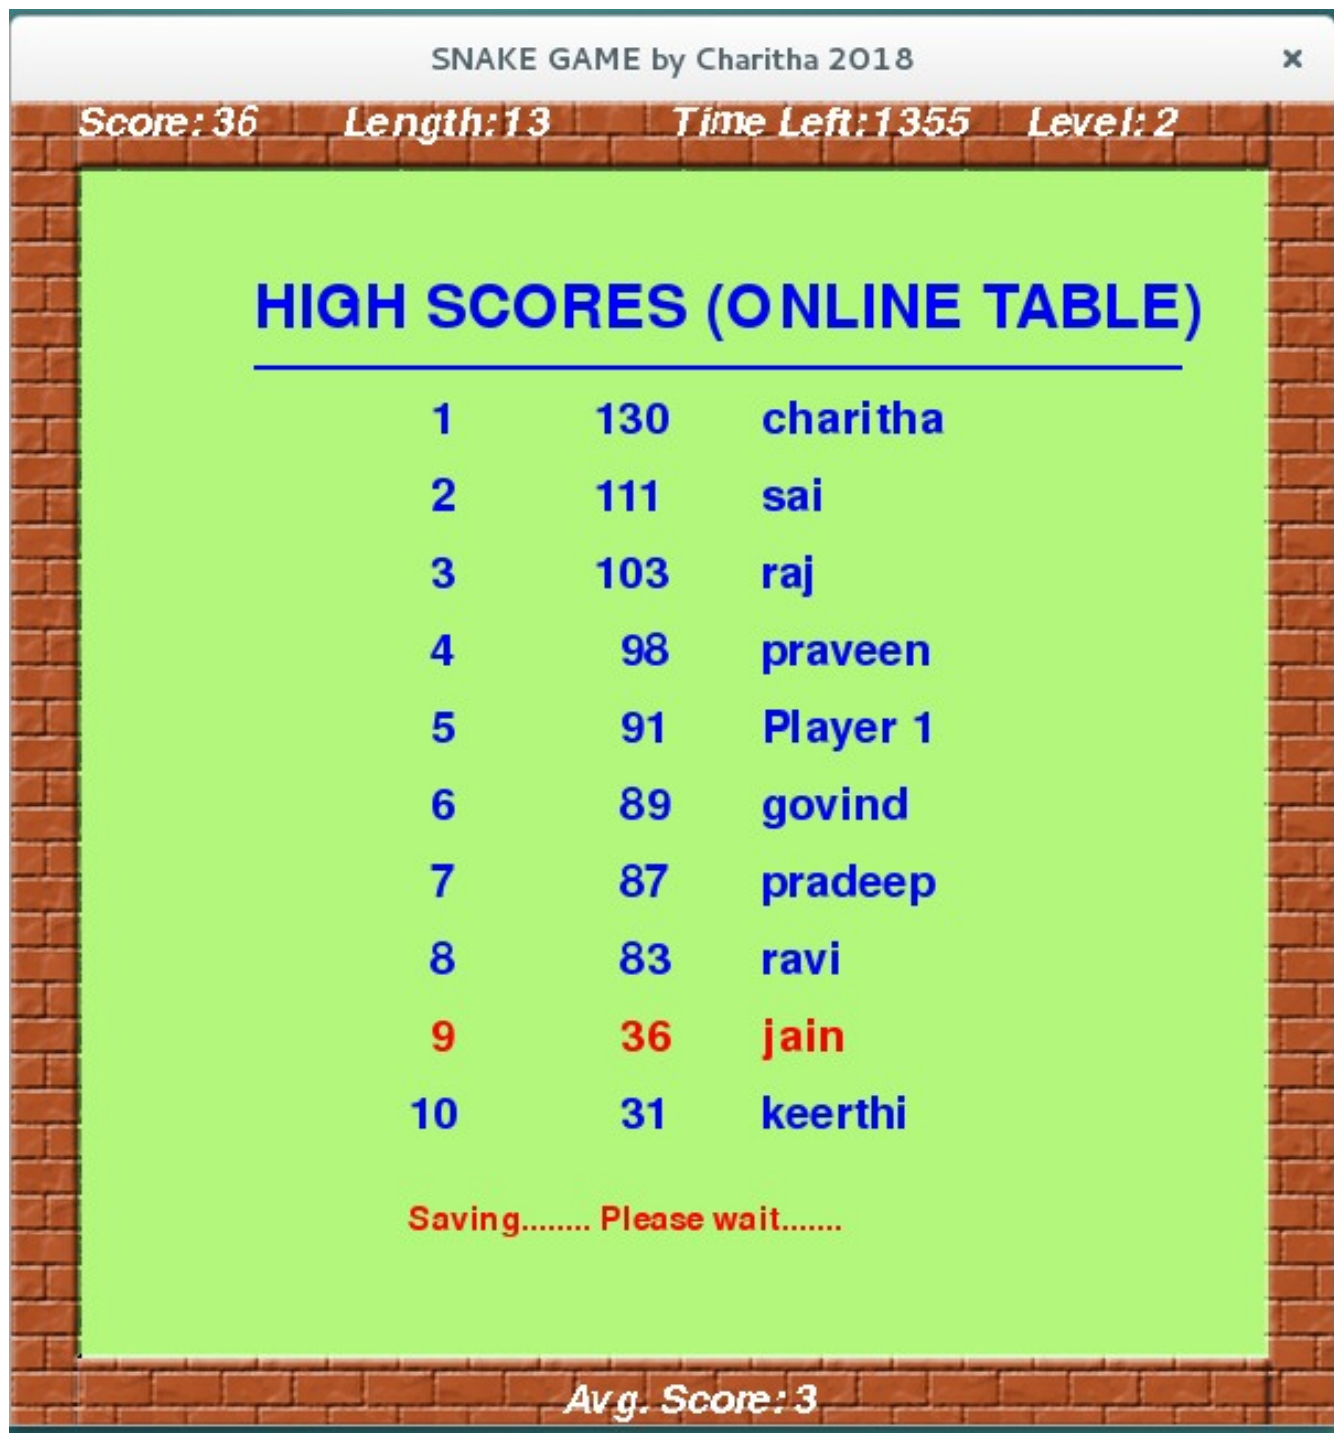 SNAKE GAME by Charitha 2018 ×
Score: 36 Length:13 Time Left:1355 Level: 2
HIGH SCORES (ONLINE TABLE)
1 130 charitha
2 111 sai
3 103 raj
4 98 praveen
5 91 Player 1
6 89 govind
7 87 pradeep
8 83 ravi
9 36 jain
10 31 keerthi
Saving........ Please wait.......
Avg. Score: 3